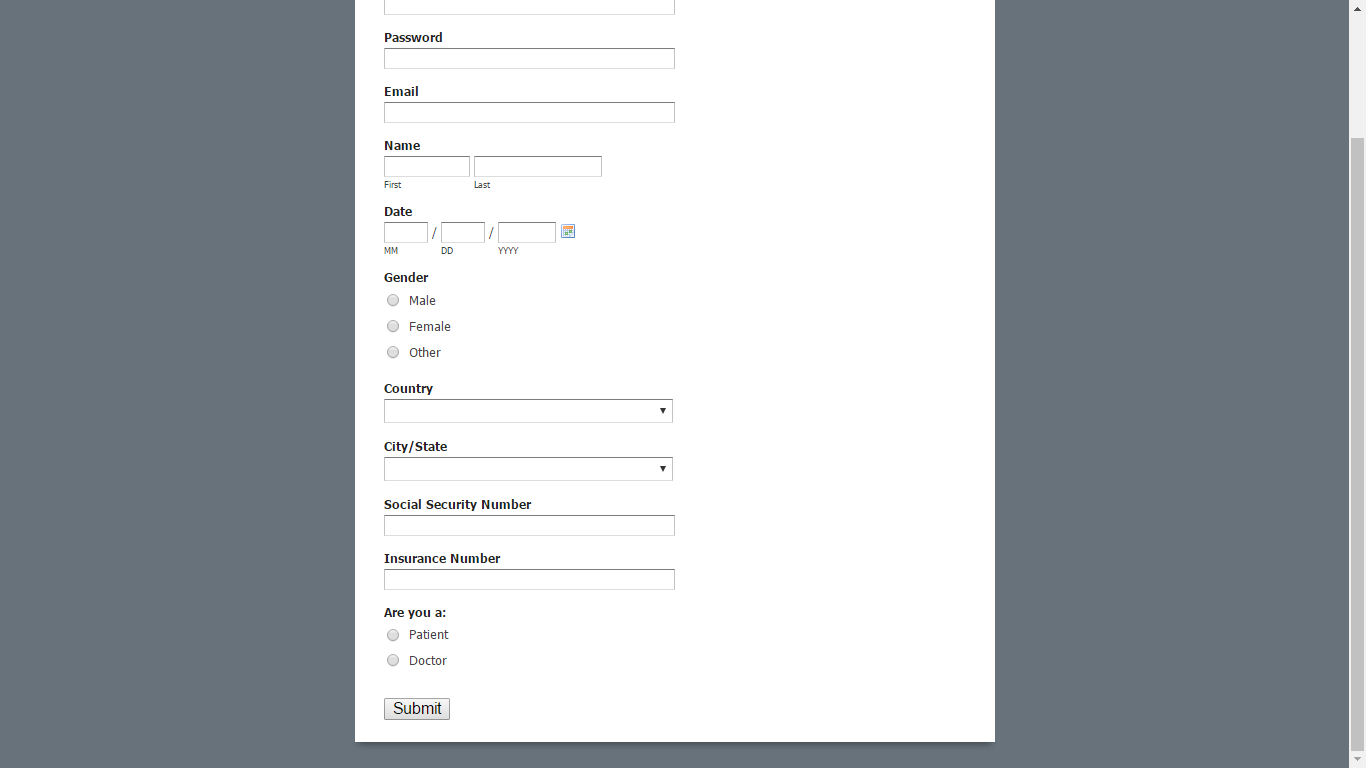 Password
Email
Name
First Last
Date
/ /
MM DD YYYY
Gender
Male
Female
Other
Country
City/State
Social Security Number
Insurance Number
Are you a:
Patient
Doctor
Submit